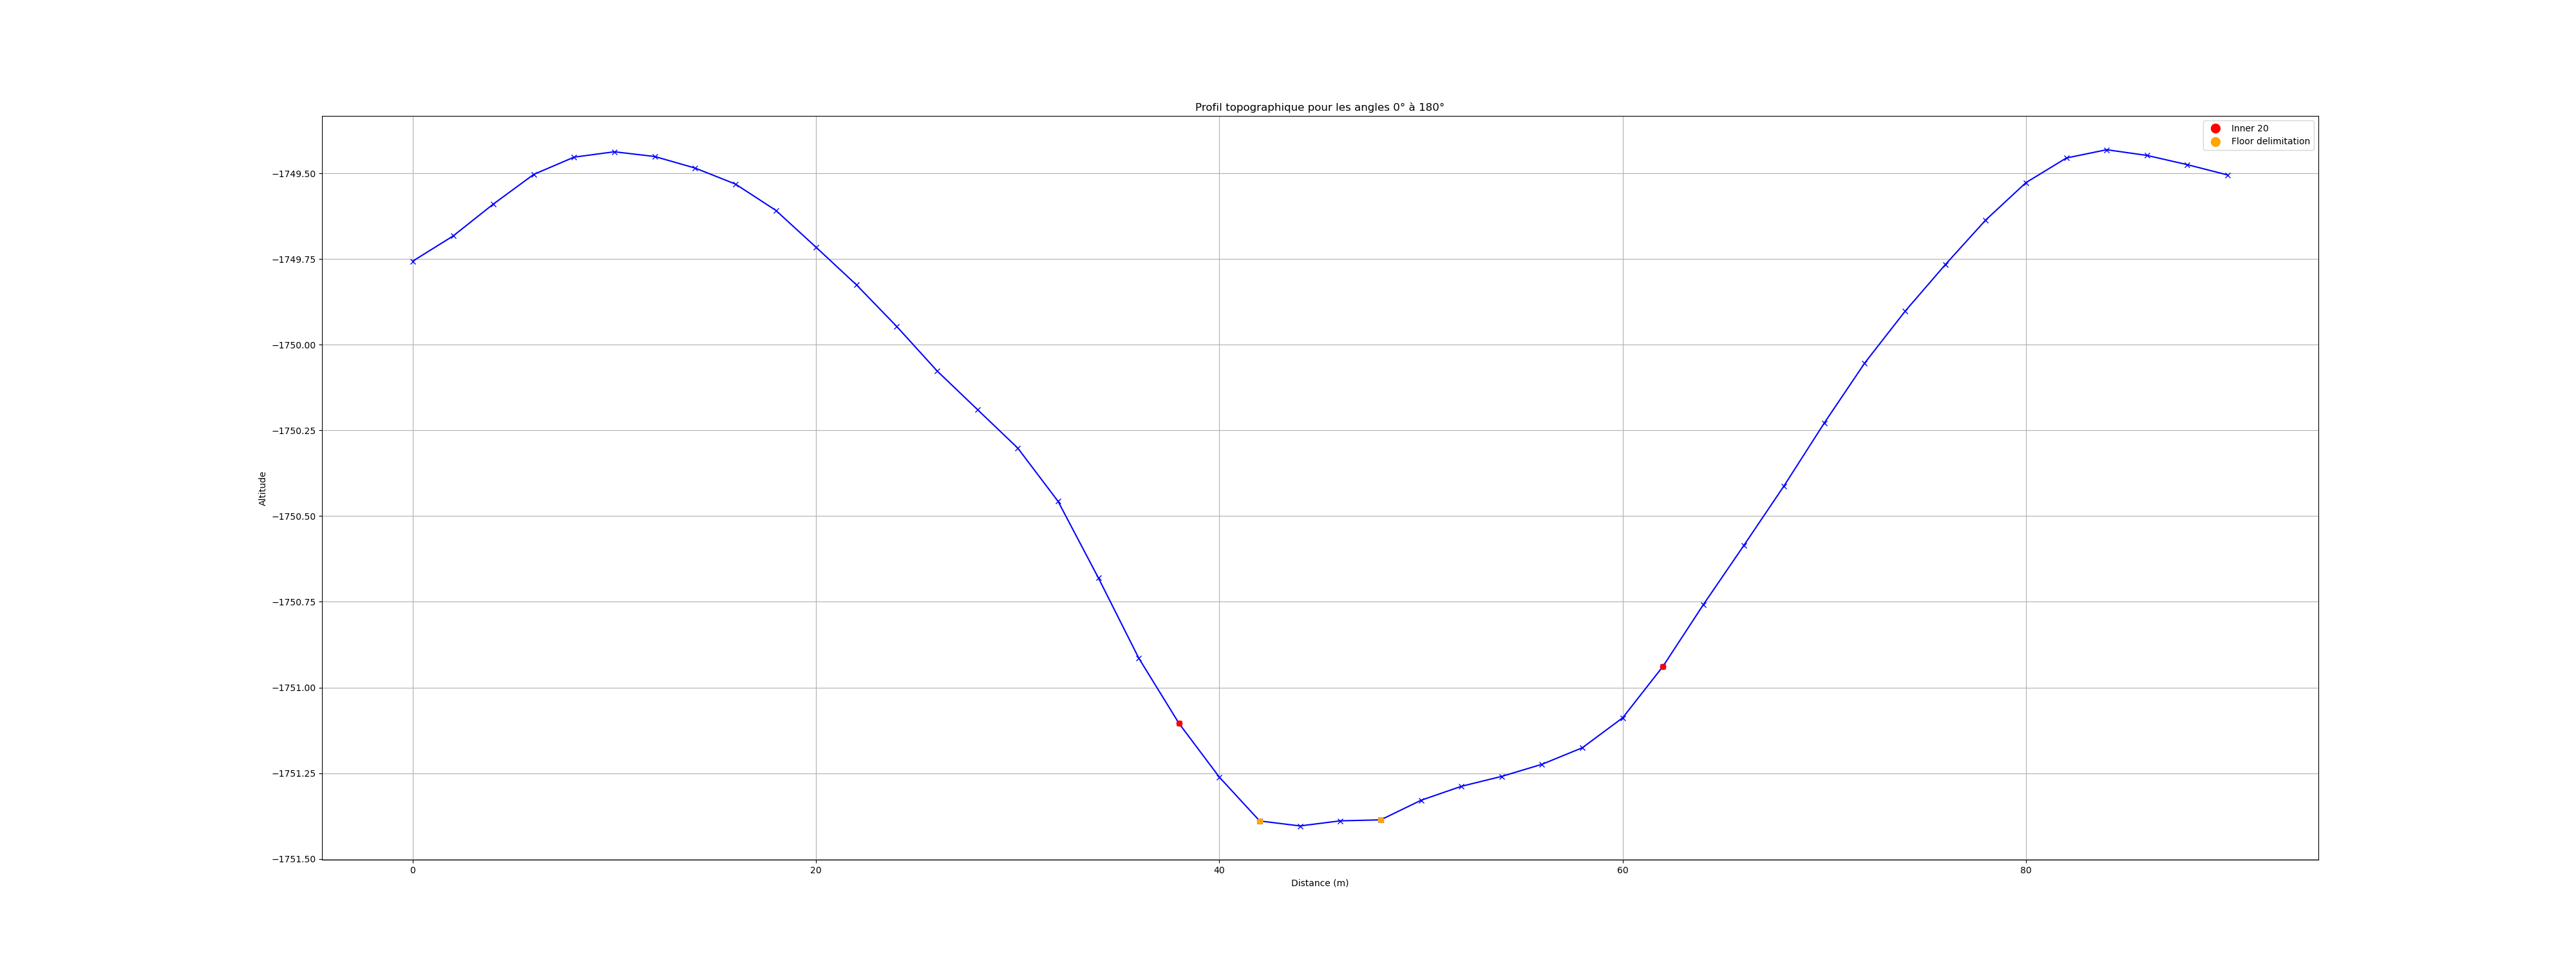 Profil topographique pour les angles 0° à 180°
Inner 20
Floor delimitation
−1749.50
−1749.75
−1750.00
−1750.25
−1750.50
−1750.75
−1751.00
−1751.25
−1751.50
Altitude
0 20 40 60 80
Distance (m)